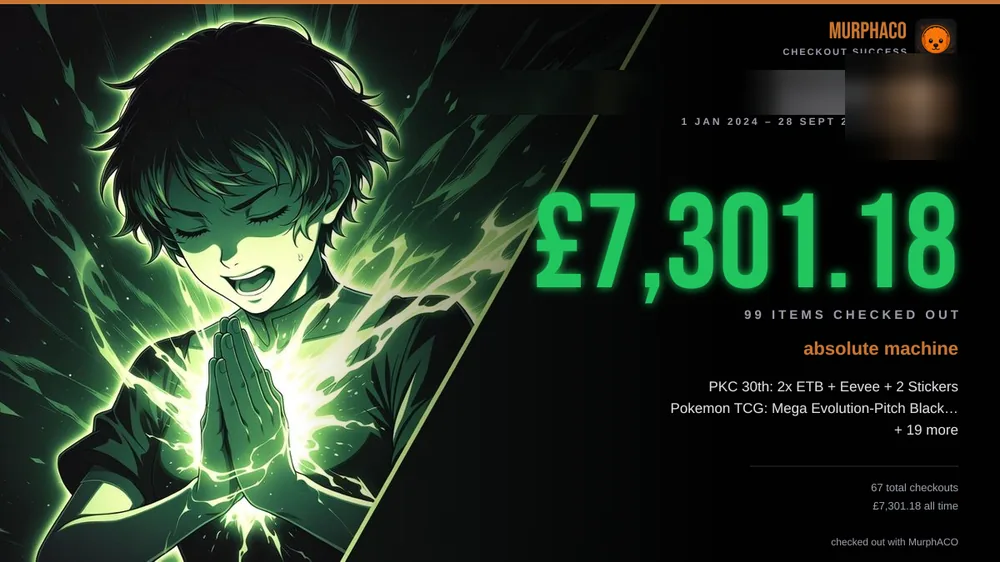 MURPHACO
CHECKOUT SUCCESS
1 JAN 2024 – 28 SEPT
£7,301.18
99 ITEMS CHECKED OUT
absolute machine
PKC 30th: 2x ETB + Eevee + 2 Stickers
Pokemon TCG: Mega Evolution-Pitch Black…
+ 19 more
67 total checkouts
£7,301.18 all time
checked out with MurphACO